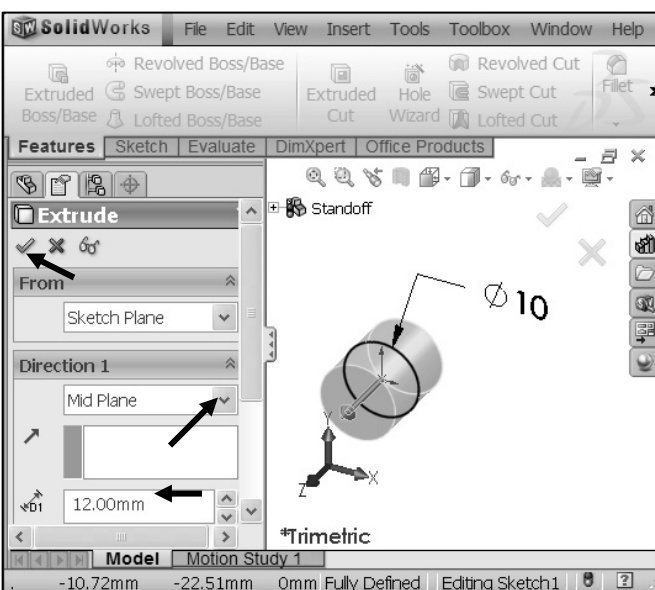 SW SolidWorks File Edit View Insert Tools Toolbox Window Help
Extruded Boss/Base
Revolved Boss/Base
Swept Boss/Base
Lofted Boss/Base
Extruded Cut
Hole Wizard
Revolved Cut
Swept Cut
Lofted Cut
Fillet
Features Sketch Evaluate DimXpert Office Products
Extrude
Standoff
From
Sketch Plane
Direction 1
Mid Plane
D1 12.00mm
Ø10
Y
X
Z
*Trimetric
Model Motion Study 1
-10.72mm -22.51mm 0mm Fully Defined Editing Sketch1 ?